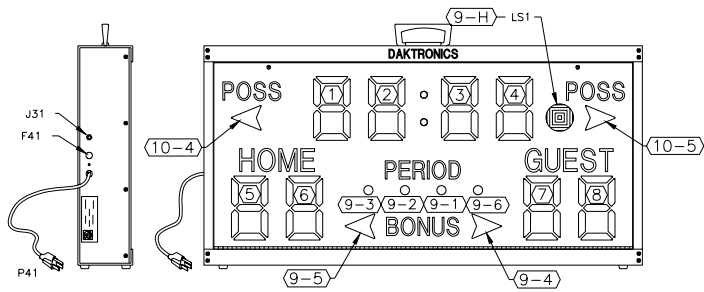 9-H LS1
DAKTRONICS
POSS 1 2 3 4 POSS
J31
F41
10-4 10-5
HOME PERIOD GUEST
5 6 7 8
9-3 9-2 9-1 9-6
BONUS
P41
9-5 9-4